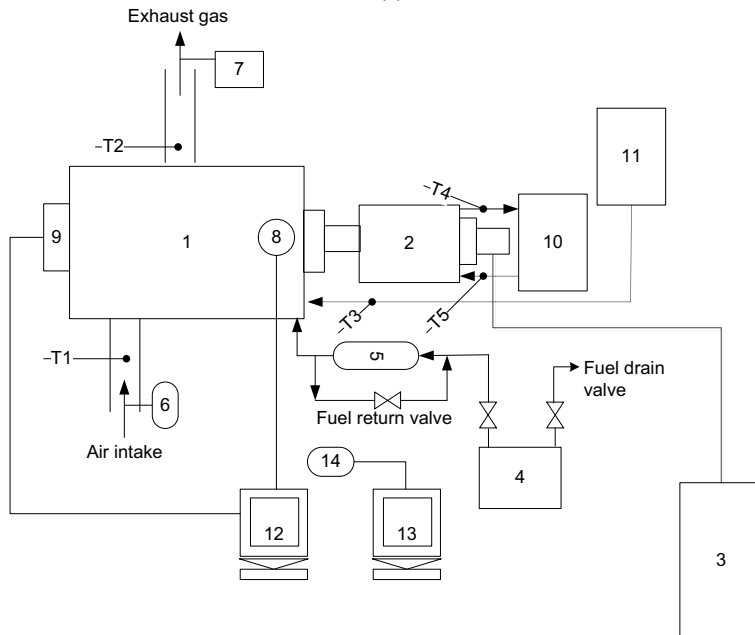 Exhaust gas
7
11
–T2
–T4
9
1
8
2
10
–T3
–T5
–T1
5
Fuel drain
valve
6
Fuel return valve
Air intake
14
4
12
13
3